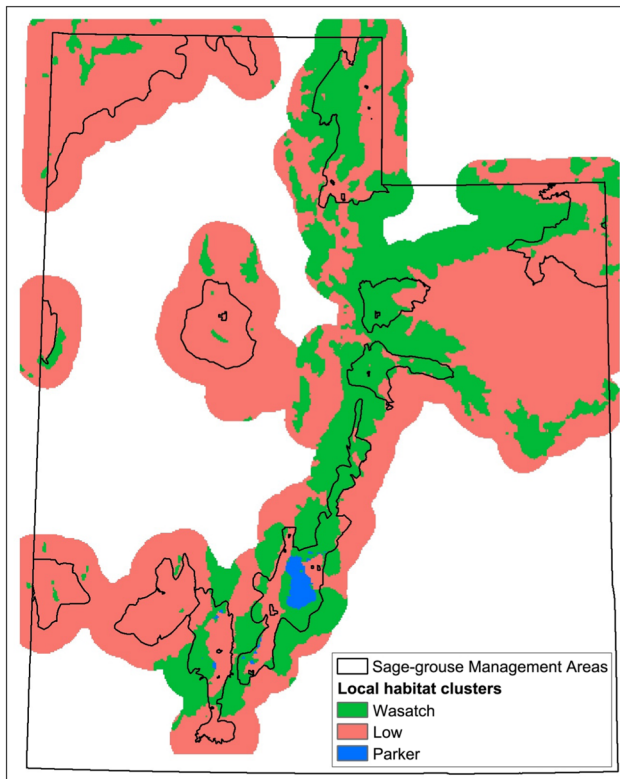 Sage-grouse Management Areas
Local habitat clusters
Wasatch
Low
Parker